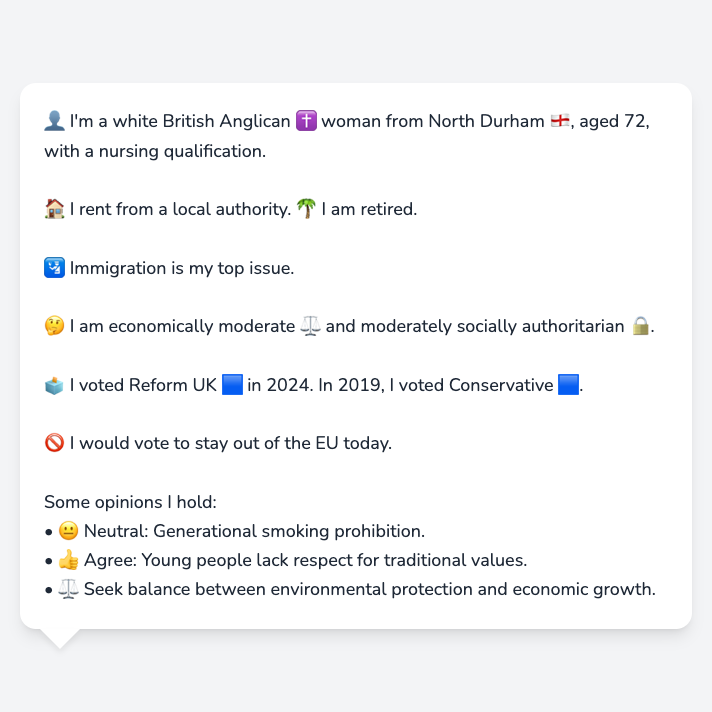 👤 I'm a white British Anglican ✝️ woman from North Durham 🏴󠁧󠁢󠁥󠁮󠁧󠁿, aged 72,
with a nursing qualification.
🏠 I rent from a local authority. 🌴 I am retired.
🛂 Immigration is my top issue.
🤔 I am economically moderate ⚖️ and moderately socially authoritarian 🔒.
🗳️ I voted Reform UK 🟦 in 2024. In 2019, I voted Conservative 🟦.
🚫 I would vote to stay out of the EU today.
Some opinions I hold:
• 😐 Neutral: Generational smoking prohibition.
• 👍 Agree: Young people lack respect for traditional values.
• ⚖️ Seek balance between environmental protection and economic growth.